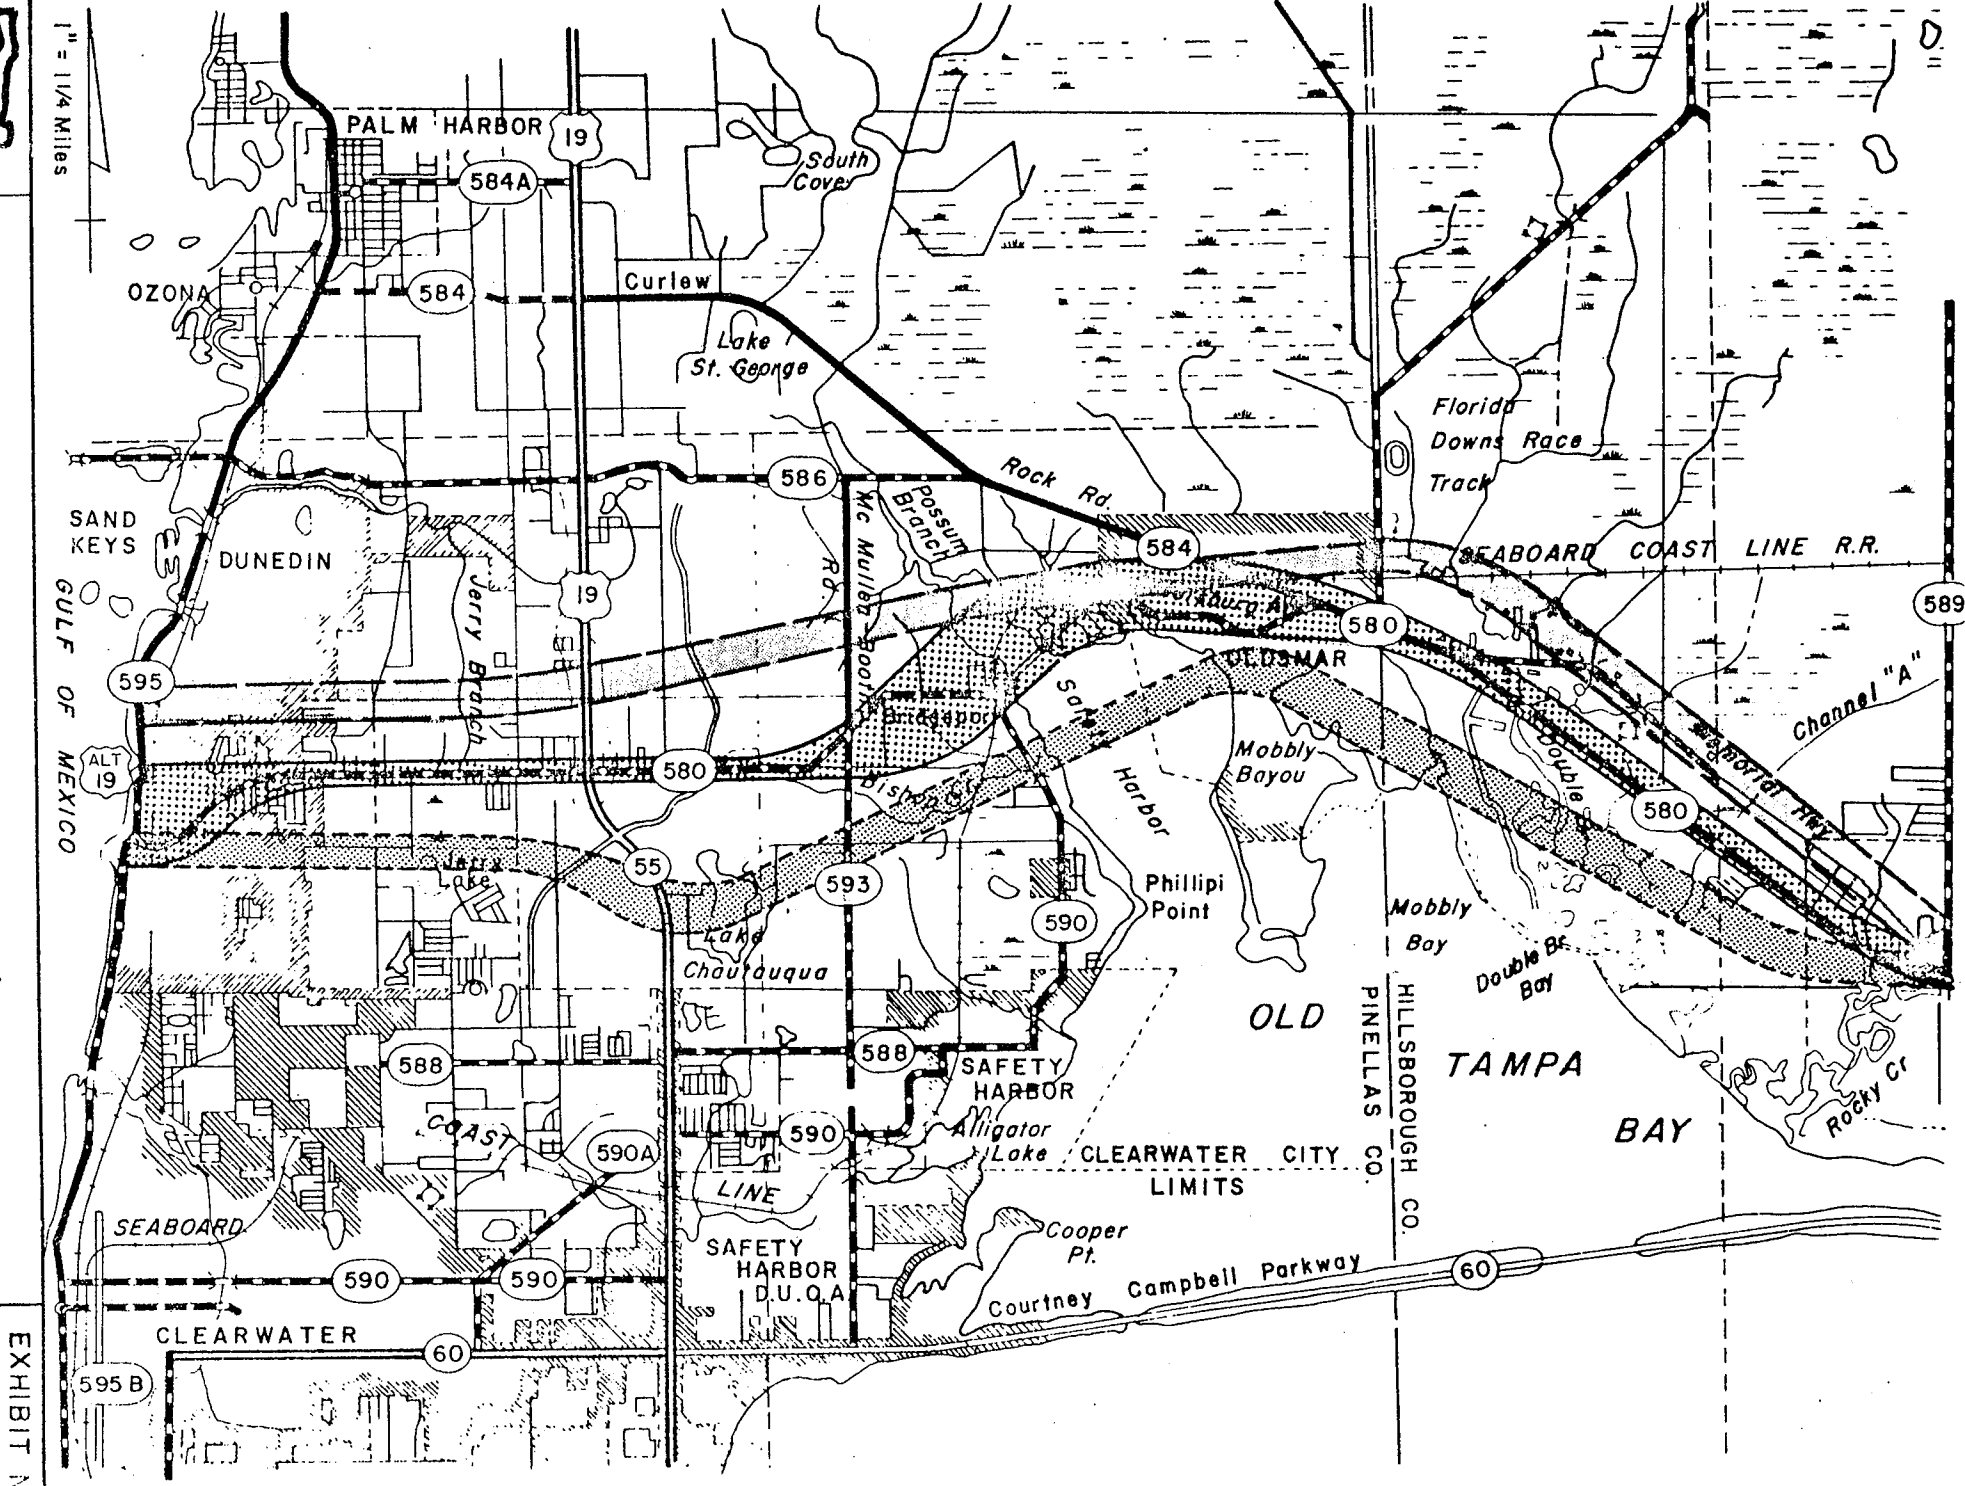 1" = 1 1/4 Miles
PALM HARBOR
19
584A
South
Cove
OZONA
584
Curlew
Lake
St. George
Florida
Downs Race
Track
586
Rock Rd.
Possum
Branch
Mc Mullen Booth
Rd.
SAND
KEYS
DUNEDIN
584
SEABOARD COAST LINE R.R.
19
589
Jerry Branch
GULF OF MEXICO
580
OLDSMAR
595
Safety Harbor
Channel "A"
Bridgeport
Memorial Hwy
ALT
19
580
Mobbly
Bayou
Double
Bishop Cr
580
Jerry
Lake
55
593
Phillipi
Point
590
Mobbly
Bay
Lake
Chautauqua
Double Br
Bay
OLD
TAMPA
BAY
HILLSBOROUGH CO.
PINELLAS CO.
588
588
SAFETY
HARBOR
Rocky Cr
COAST
590A
590
Alligator
Lake
CLEARWATER CITY
LIMITS
LINE
SEABOARD
SAFETY
HARBOR
D.U.O.A
Cooper
Pt.
590
590
Courtney Campbell Parkway
60
CLEARWATER
60
595 B
EXHIBIT